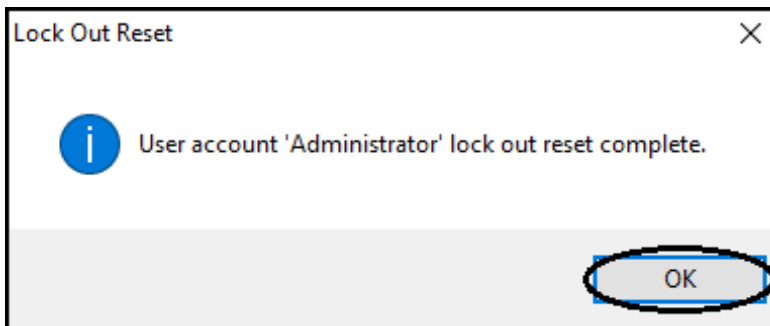 Lock Out Reset
User account 'Administrator' lock out reset complete.
OK